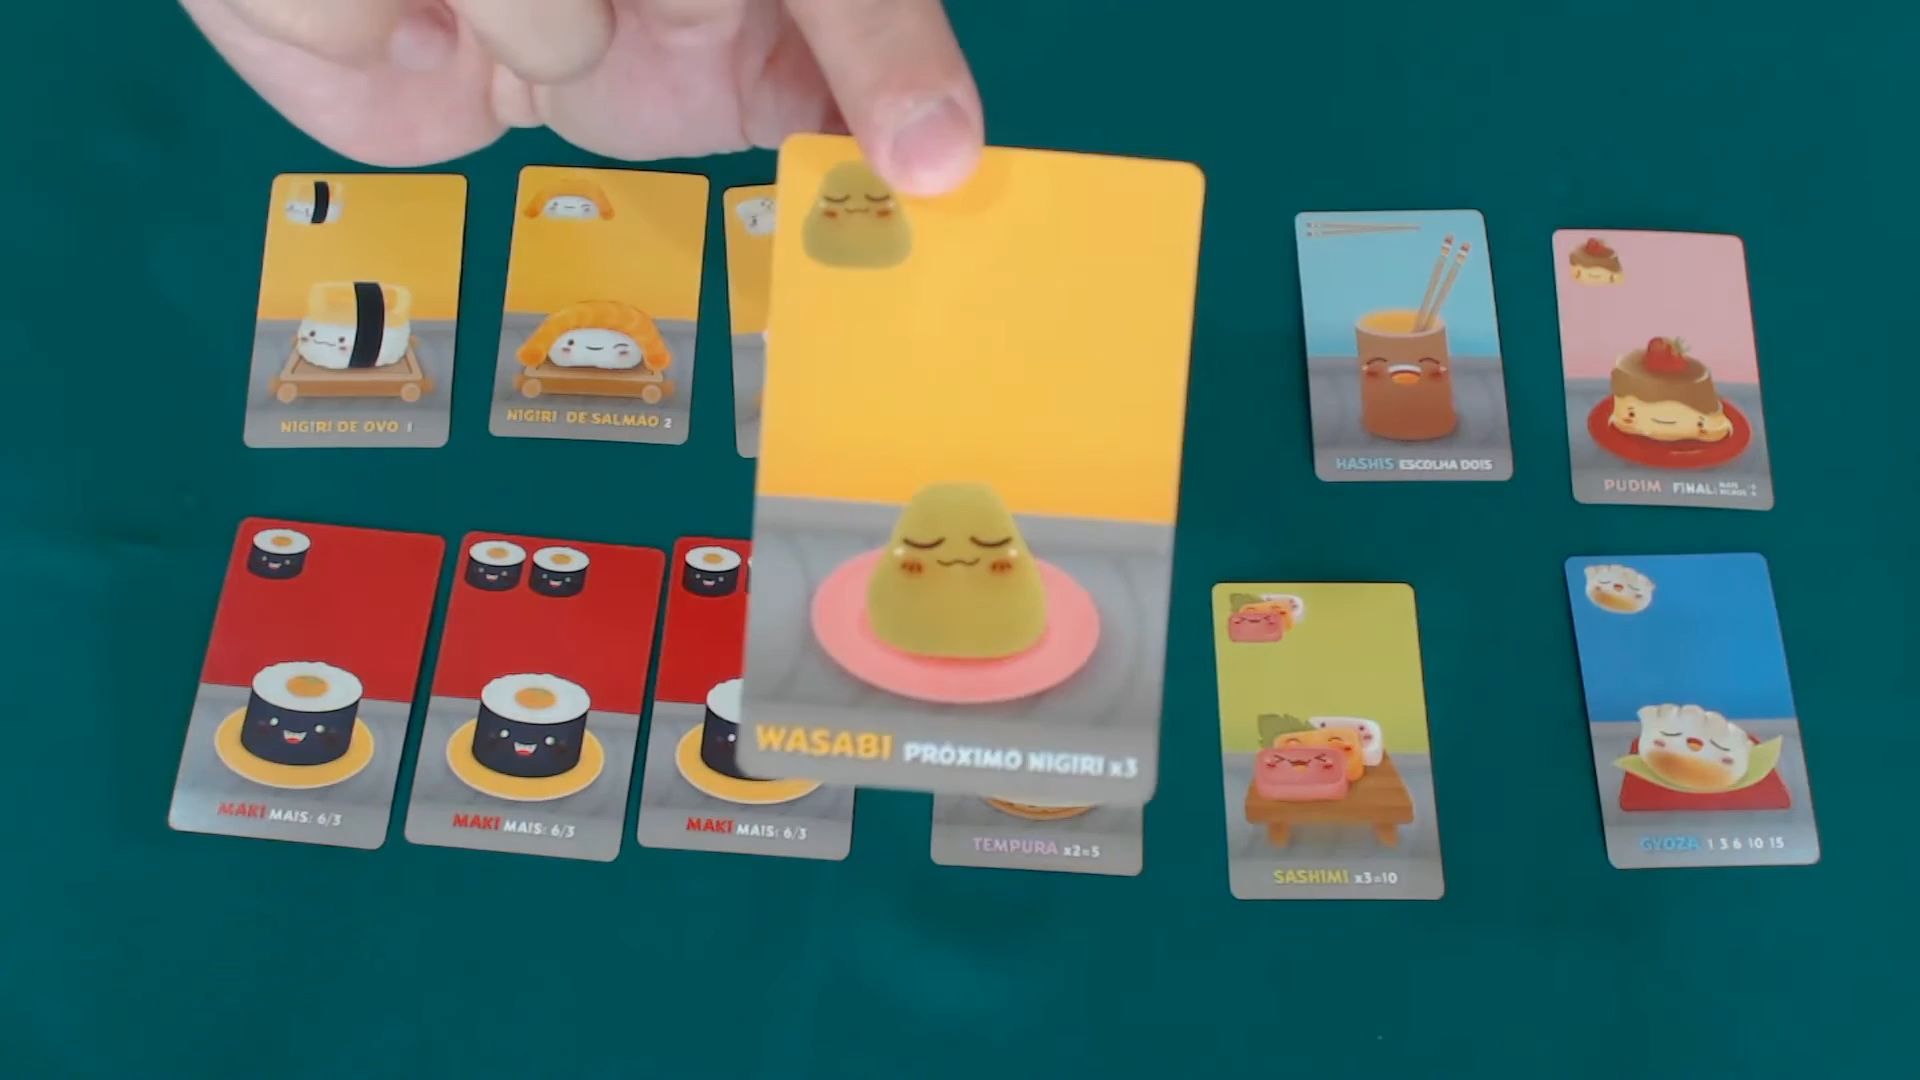 NIGIRI DE OVO 1
NIGIRI DE SALMÃO 2
HASHIS ESCOLHA DOIS
PUDIM FINAL:
WASABI PRÓXIMO NIGIRI x3
MAKI MAIS: 6/3
MAKI MAIS: 6/3
MAKI MAIS: 6/3
TEMPURA x2=5
SASHIMI x3=10
GYOZA 1 3 6 10 15